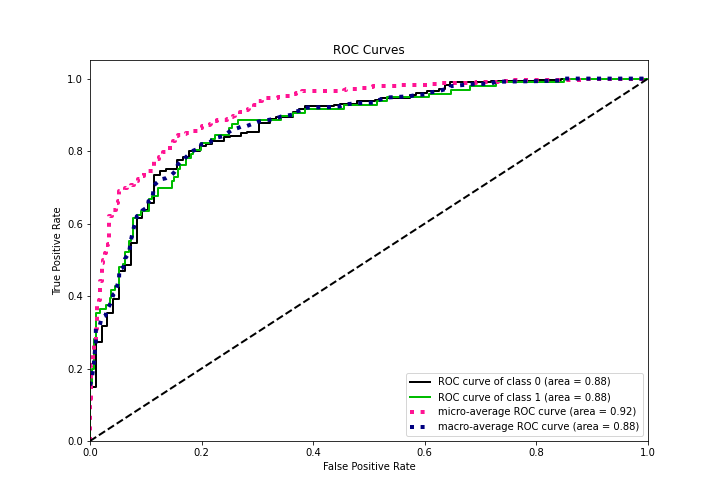 ROC Curves
True Positive Rate
1.0
0.8
0.6
0.4
0.2
0.0
0.0 0.2 0.4 0.6 0.8 1.0
False Positive Rate
ROC curve of class 0 (area = 0.88)
ROC curve of class 1 (area = 0.88)
micro-average ROC curve (area = 0.92)
macro-average ROC curve (area = 0.88)